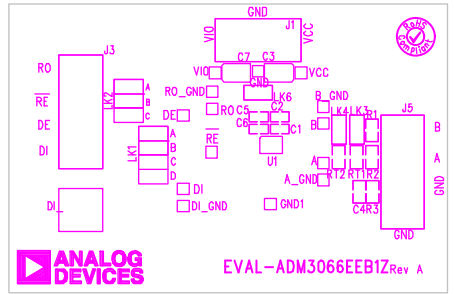 GND
J1
VIO
VCC
RoHS
Compliant
J3
C7
C3
VIO
VCC
GND
RO
RO_GND
LK6
B_GND
J5
A
RE
LK2
B
RO
C5
C2
LK4
LK3
R1
C
DE
C6
C1
B
B
DE
A
RE
DI
LK1
B
U1
A
A
C
RT2
RT1
R2
D
A_GND
DI
GND
DI_
DI_GND
GND1
C4
R3
GND
ANALOG
DEVICES
EVAL-ADM3066EEB1Z Rev A